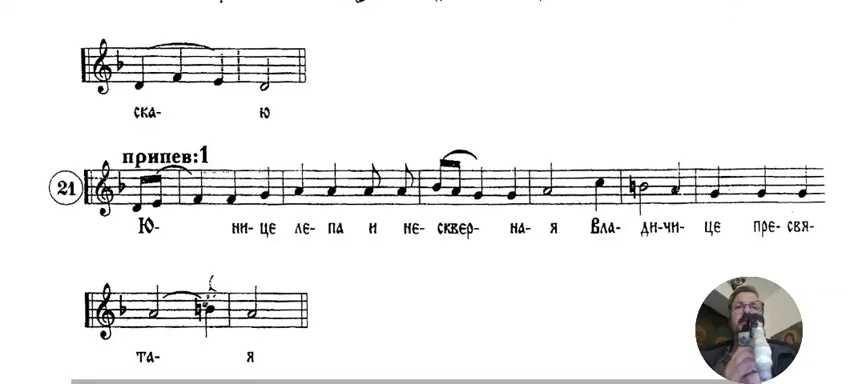 ска- ю
припев:1
21
Ю- ни- це ле- па и не- сквер- на- я Вла- ди-чи- це пре- свя-
та- я